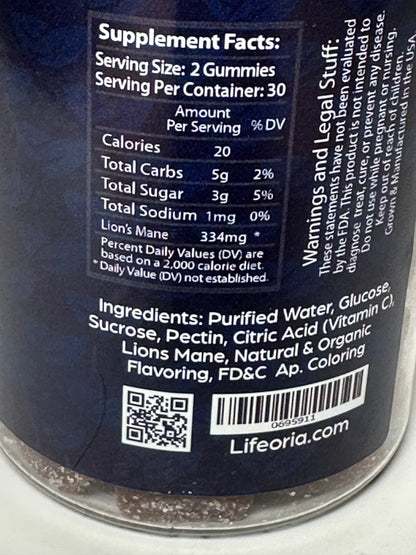 Supplement Facts:
Serving Size: 2 Gummies
Serving Per Container: 30
Amount
Per Serving % DV
Calories 20
Total Carbs 5g 2%
Total Sugar 3g 5%
Total Sodium 1mg 0%
Lion's Mane 334mg *
Percent Daily Values (DV) are
based on a 2,000 calorie diet.
* Daily Value (DV) not established.
Warnings and Legal Stuff:
These statements have not been evaluated
by the FDA. This product is not intended to
diagnose treat, cure, or prevent any disease.
Do not use while pregnant or nursing.
Keep out of reach of children.
Grown & Manufactured in the USA
Ingredients: Purified Water, Glucose,
Sucrose, Pectin, Citric Acid (Vitamin C),
Lions Mane, Natural & Organic
Flavoring, FD&C Ap. Coloring
0695911
Lifeoria.com